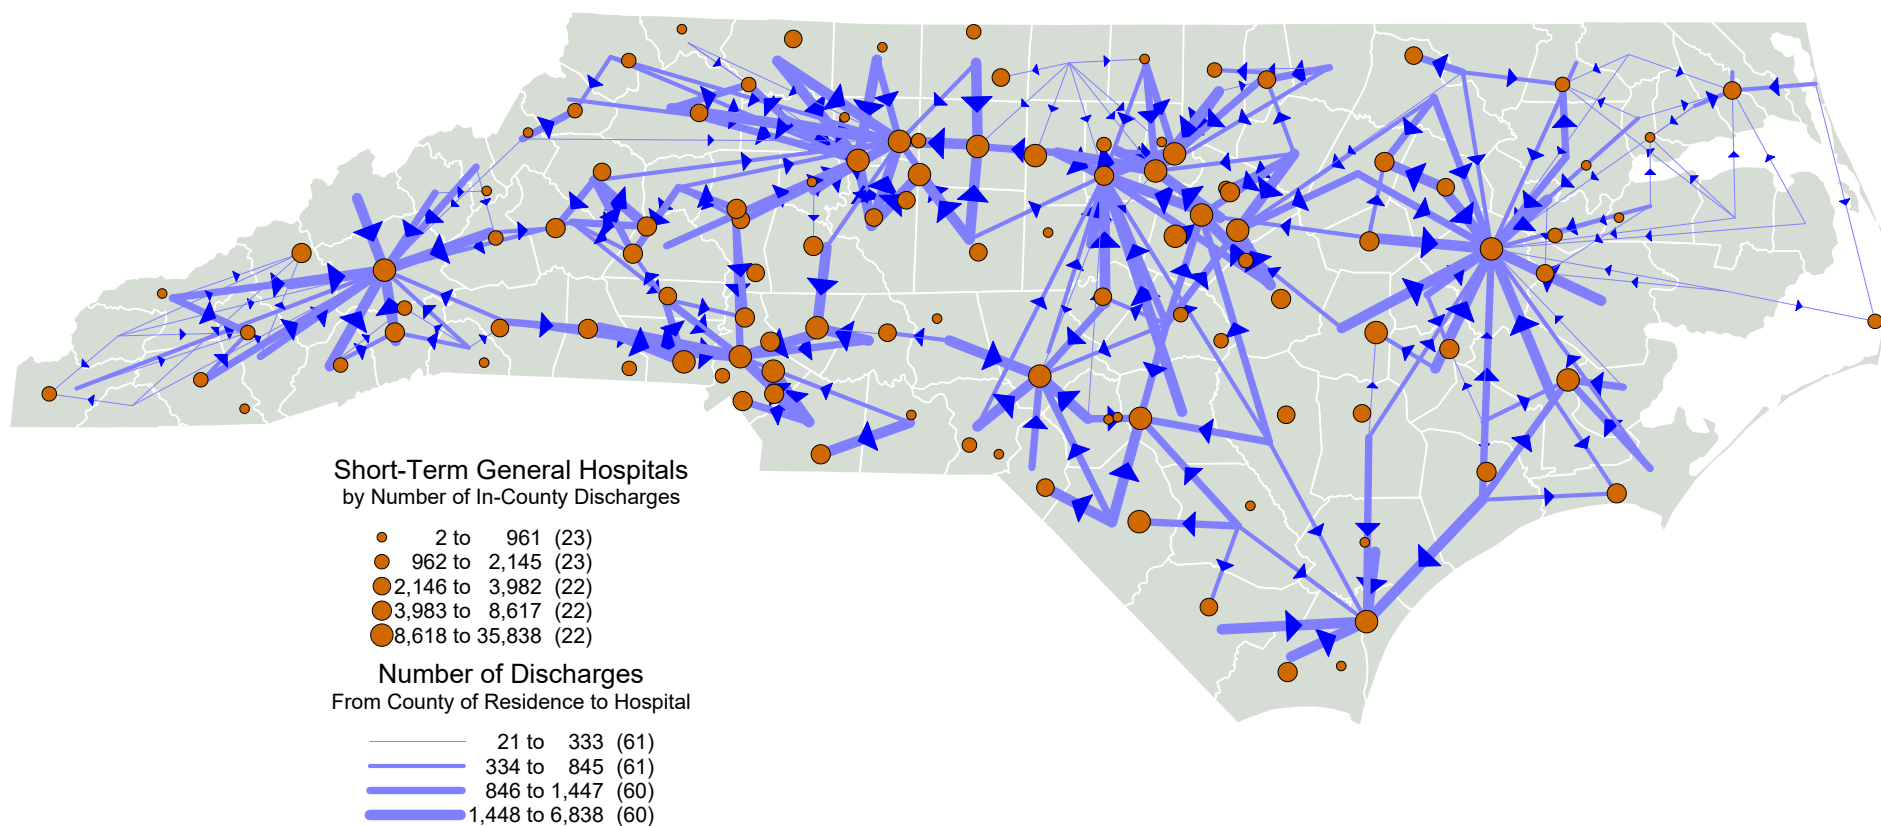 Short-Term General Hospitals
by Number of In-County Discharges
2 to 961 (23)
962 to 2,145 (23)
2,146 to 3,982 (22)
3,983 to 8,617 (22)
8,618 to 35,838 (22)
Number of Discharges
From County of Residence to Hospital
21 to 333 (61)
334 to 845 (61)
846 to 1,447 (60)
1,448 to 6,838 (60)